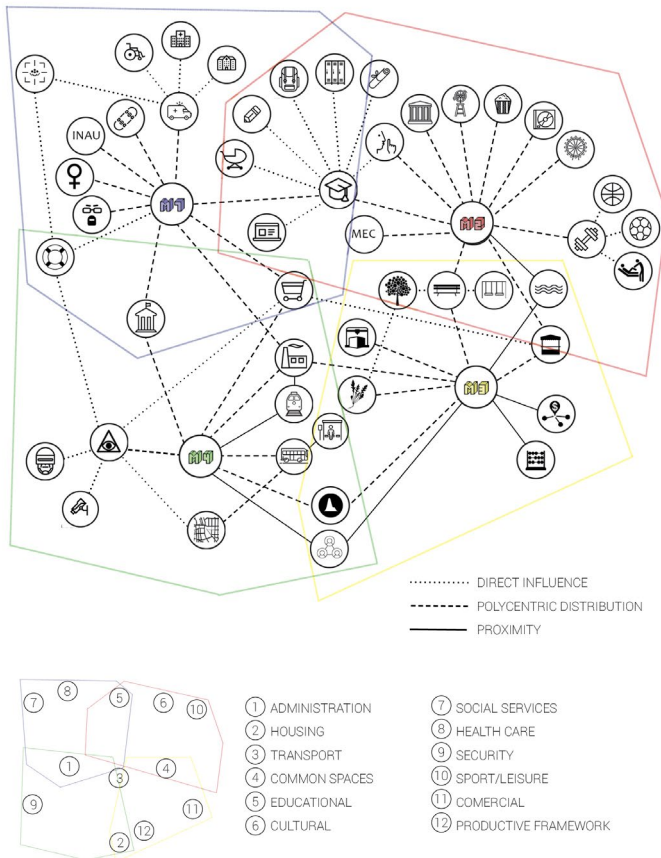 INAU
MEC
DIRECT INFLUENCE
POLYCENTRIC DISTRIBUTION
PROXIMITY
7
8
5
6
10
1
3
4
9
11
12
2
1 ADMINISTRATION
2 HOUSING
3 TRANSPORT
4 COMMON SPACES
5 EDUCATIONAL
6 CULTURAL
7 SOCIAL SERVICES
8 HEALTH CARE
9 SECURITY
10 SPORT/LEISURE
11 COMERCIAL
12 PRODUCTIVE FRAMEWORK